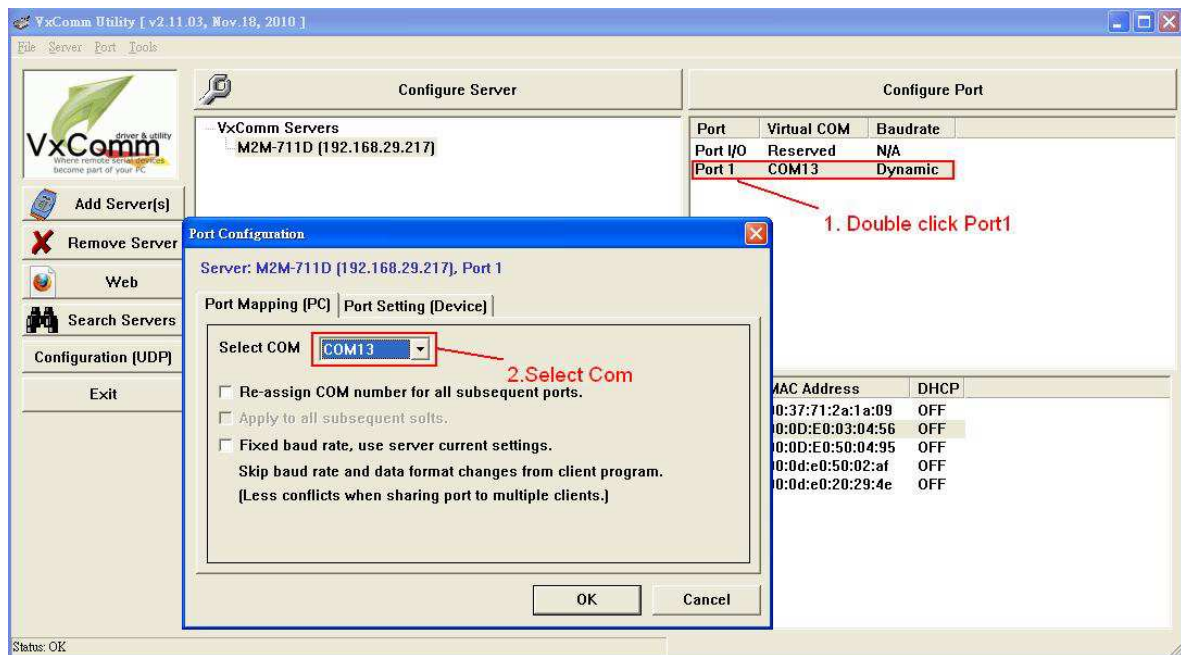 VxComm Utility [ v2.11.03, Nov.18, 2010 ]
File Server Port Tools
VxComm
driver & utility
Where remote serial devices
become part of your PC
Add Server(s)
Remove Server
Web
Search Servers
Configuration (UDP)
Exit
Configure Server
VxComm Servers
M2M-711D (192.168.29.217)
Configure Port
Port Virtual COM Baudrate
Port I/O Reserved N/A
Port 1 COM13 Dynamic
1. Double click Port1
Port Configuration
Server: M2M-711D (192.168.29.217), Port 1
Port Mapping (PC) Port Setting (Device)
Select COM COM13
2.Select Com
Re-assign COM number for all subsequent ports.
Apply to all subsequent solts.
Fixed baud rate, use server current settings.
Skip baud rate and data format changes from client program.
(Less conflicts when sharing port to multiple clients.)
OK Cancel
MAC Address DHCP
0:37:71:2a:1a:09 OFF
0:0D:E0:03:04:56 OFF
0:0D:E0:50:04:95 OFF
0:0d:e0:50:02:af OFF
0:0d:e0:20:29:4e OFF
Status: OK